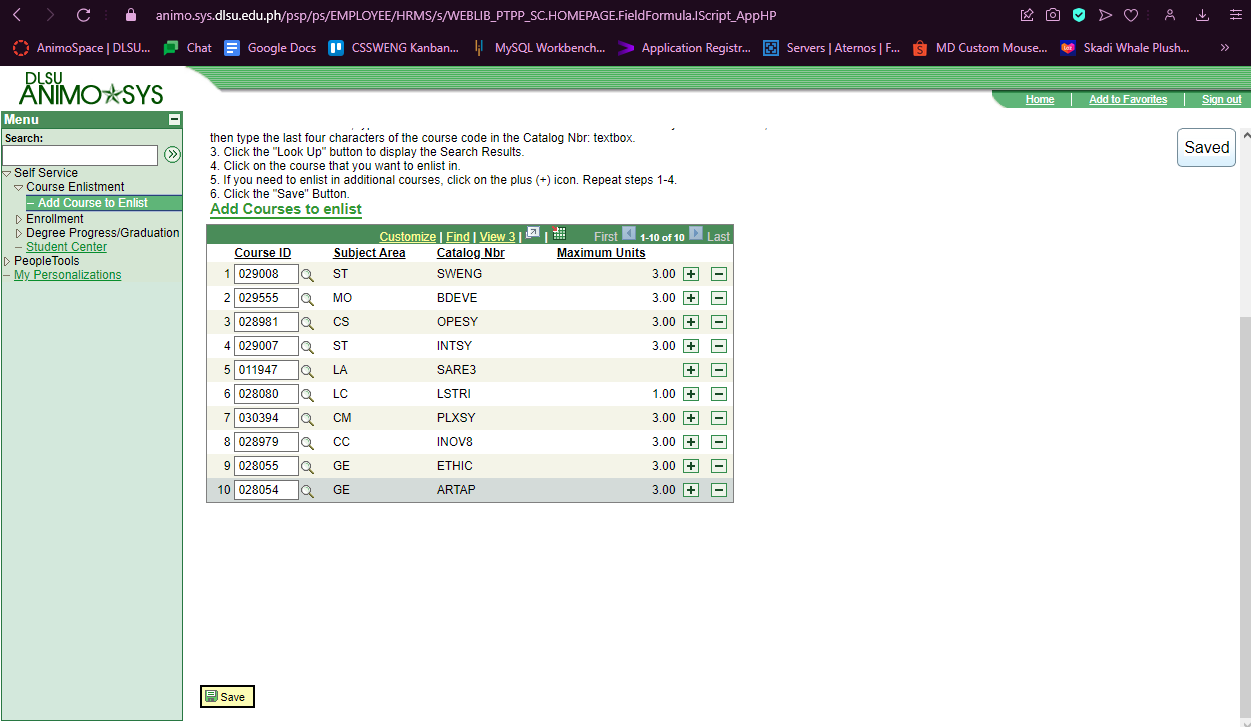 animo.sys.dlsu.edu.ph/psp/ps/EMPLOYEE/HRMS/s/WEBLIB_PTPP_SC.HOMEPAGE.FieldFormula.IScript_AppHP
AnimoSpace | DLSU... Chat Google Docs CSSWENG Kanban... MySQL Workbench... Application Registr... Servers | Aternos | F... MD Custom Mouse... Skadi Whale Plush... »
DLSU
ANIMO SYS
Home Add to Favorites Sign out
Menu
Search:
Self Service
Course Enlistment
Add Course to Enlist
Enrollment
Degree Progress/Graduation
Student Center
PeopleTools
My Personalizations
then type the last four characters of the course code in the Catalog Nbr: textbox.
3. Click the "Look Up" button to display the Search Results.
4. Click on the course that you want to enlist in.
5. If you need to enlist in additional courses, click on the plus (+) icon. Repeat steps 1-4.
6. Click the "Save" Button.
Saved
Add Courses to enlist
Customize | Find | View 3 | | First 1-10 of 10 Last
Course ID Subject Area Catalog Nbr Maximum Units
1 029008 ST SWENG 3.00 + −
2 029555 MO BDEVE 3.00 + −
3 028981 CS OPESY 3.00 + −
4 029007 ST INTSY 3.00 + −
5 011947 LA SARE3 + −
6 028080 LC LSTRI 1.00 + −
7 030394 CM PLXSY 3.00 + −
8 028979 CC INOV8 3.00 + −
9 028055 GE ETHIC 3.00 + −
10 028054 GE ARTAP 3.00 + −
Save